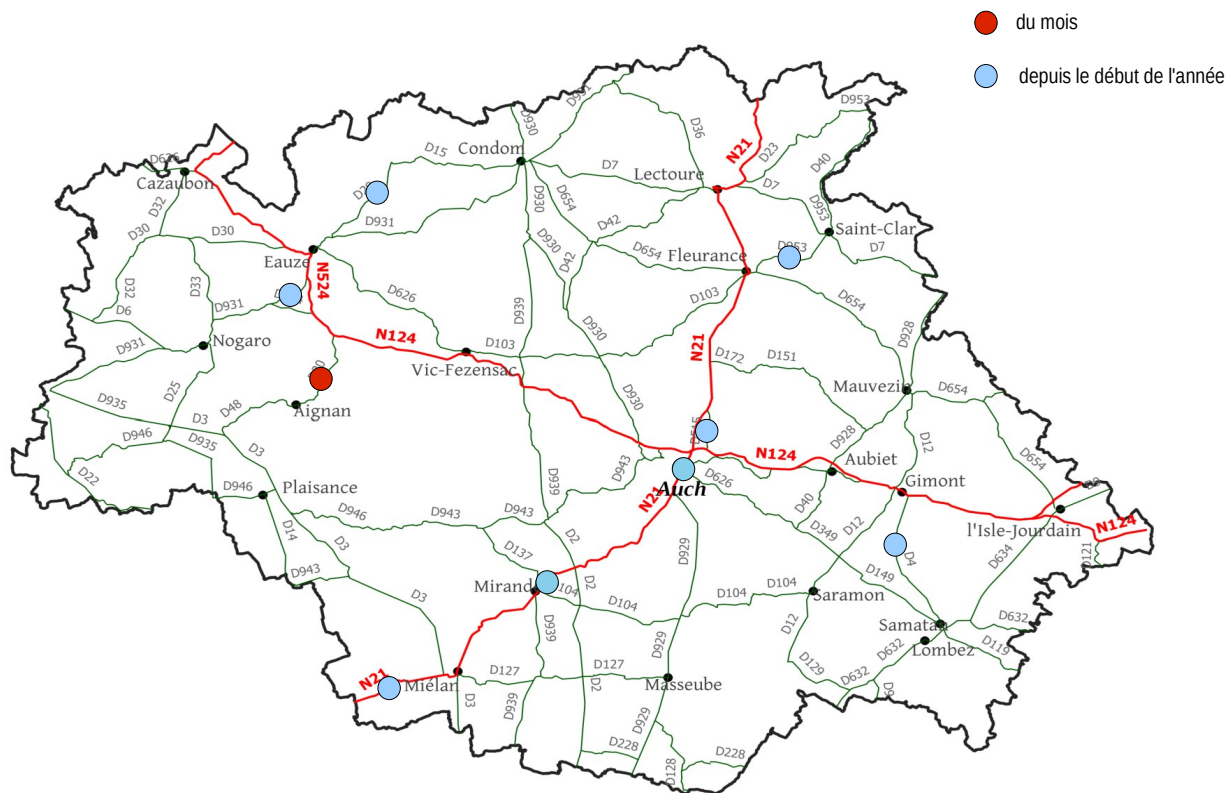 du mois
depuis le début de l'année
D991
D930
D953
D36
N21
D23
D40
D15
Condom
D626
Cazaubon
D7
Lectoure
D7
D32
D930
D654
D953
D931
D42
Saint-Clar
D30
D30
D930
D654
D953
D7
Eauze
Fleurance
D42
N524
D32
D33
D626
D103
D654
D6
D931
D939
D928
N124
D930
N21
D931
Nogaro
D103
D172
D151
Vic-Fezensac
D25
Mauvezin
D654
D935
D48
Aignan
D930
D3
D12
D946
D935
D928
D3
D943
N124
Aubiet
D654
D22
D939
D626
Auch
Gimont
D946
Plaisance
N21
D40
D946
D943
D943
D349
D12
l'Isle-Jourdain
N124
D14
D3
D2
D929
D634
D121
D137
D4
D943
D149
D2
D104
Mirand
D104
D3
D104
D104
Saramon
D12
Samatan
D632
D939
D929
Lombez
D632
D119
N21
Miélan
D127
D127
D129
D632
Masseube
D2
D3
D939
D929
D228
D228
D128